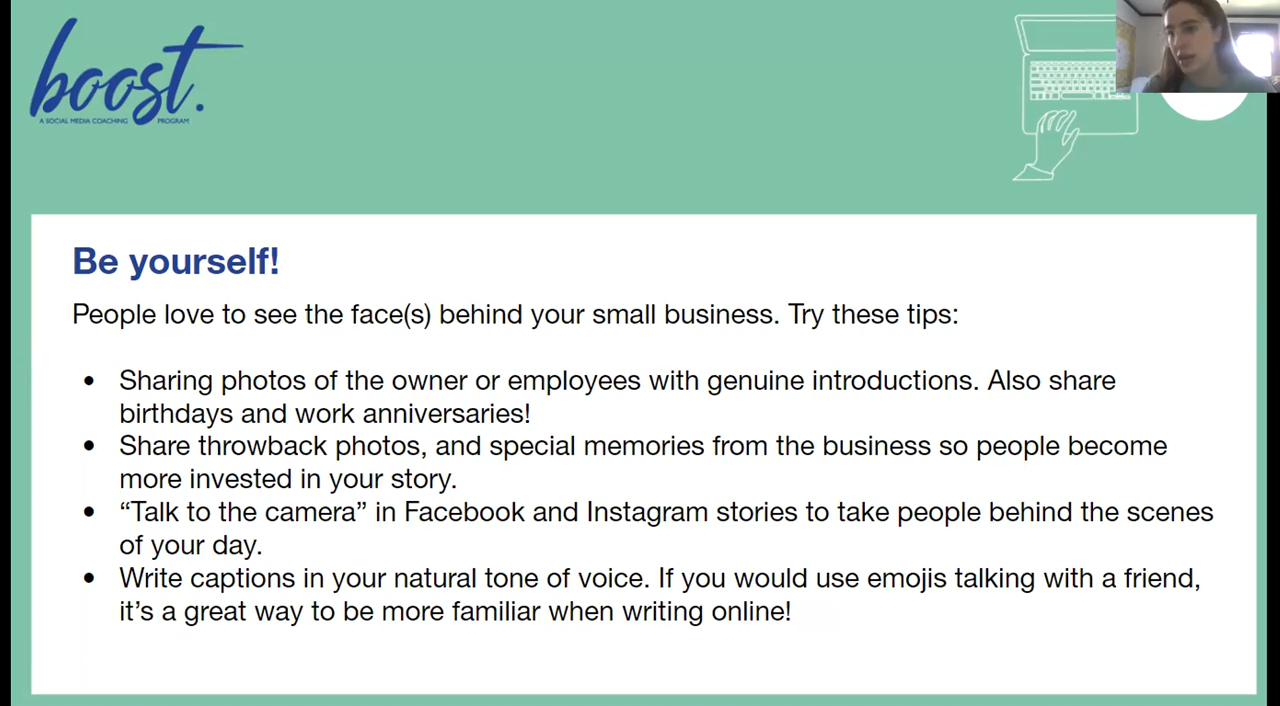 boost.
A SOCIAL MEDIA COACHING PROGRAM
Be yourself!
People love to see the face(s) behind your small business. Try these tips:
• Sharing photos of the owner or employees with genuine introductions. Also share
birthdays and work anniversaries!
• Share throwback photos, and special memories from the business so people become
more invested in your story.
• “Talk to the camera” in Facebook and Instagram stories to take people behind the scenes
of your day.
• Write captions in your natural tone of voice. If you would use emojis talking with a friend,
it’s a great way to be more familiar when writing online!